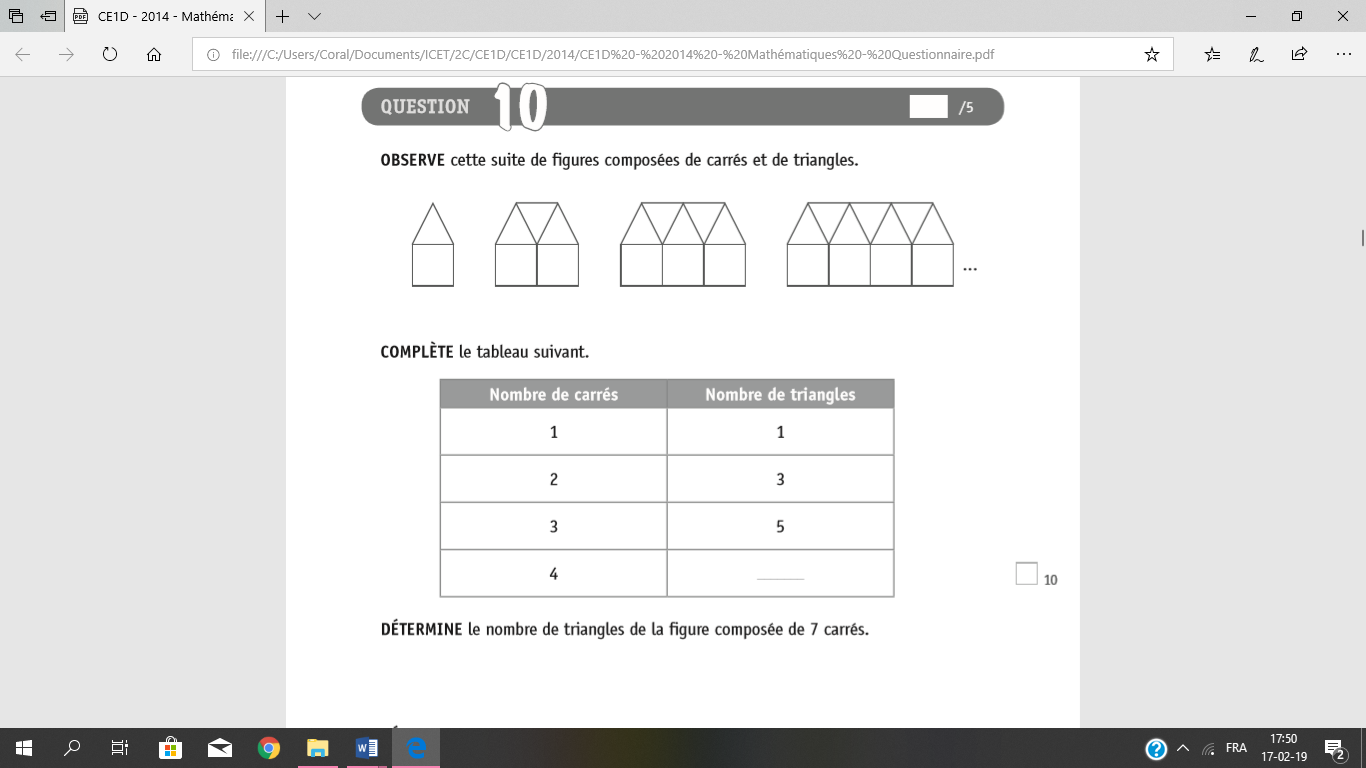 CE1D - 2014 - Mathéma
file:///C:/Users/Coral/Documents/ICET/2C/CE1D/CE1D/2014/CE1D%20-%202014%20-%20Mathématiques%20-%20Questionnaire.pdf
QUESTION 10 /5
OBSERVE cette suite de figures composées de carrés et de triangles.
...
COMPLÈTE le tableau suivant.
Nombre de carrés Nombre de triangles
1 1
2 3
3 5
4 ____
10
DÉTERMINE le nombre de triangles de la figure composée de 7 carrés.
FRA
17:50
17-02-19
2